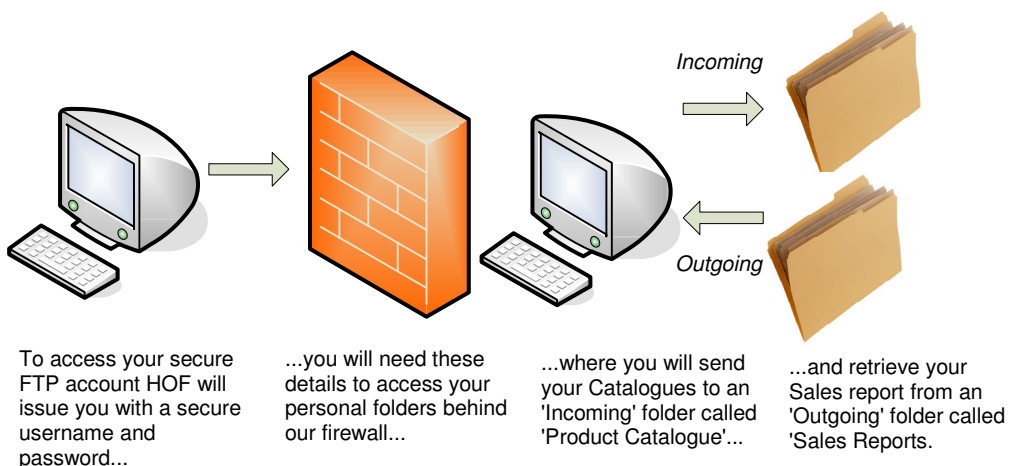 Incoming
Outgoing
To access your secure
FTP account HOF will
issue you with a secure
username and
password...
...you will need these
details to access your
personal folders behind
our firewall...
...where you will send
your Catalogues to an
'Incoming' folder called
'Product Catalogue'...
...and retrieve your
Sales report from an
'Outgoing' folder called
'Sales Reports.